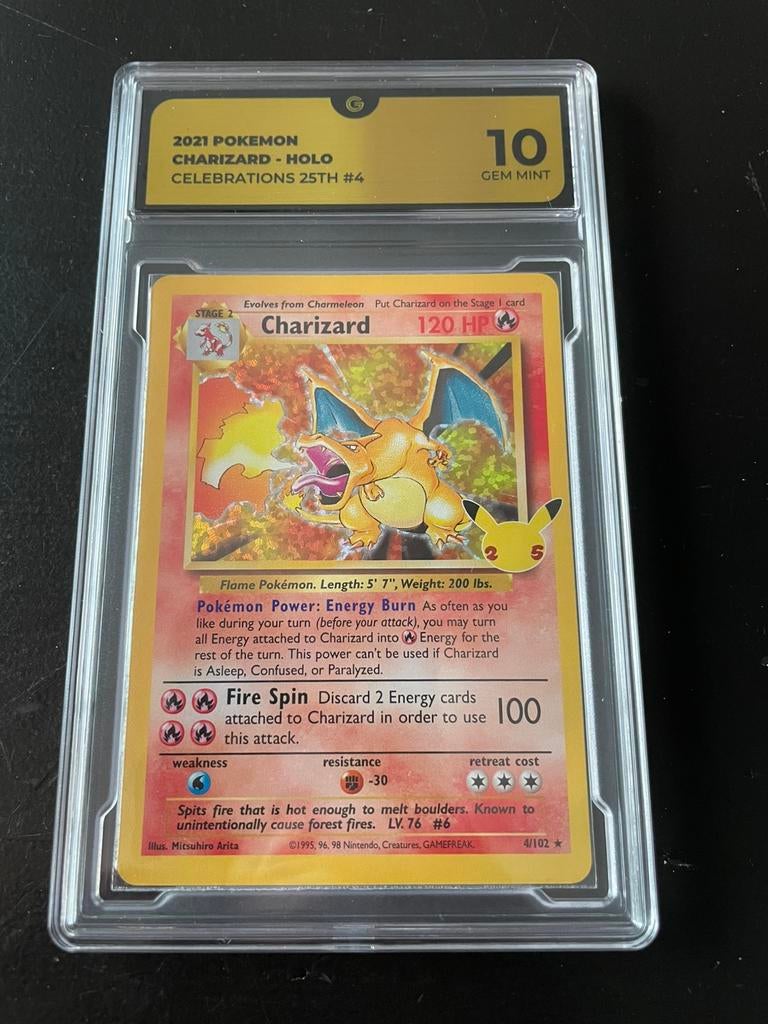 G
2021 POKEMON
CHARIZARD - HOLO
CELEBRATIONS 25TH #4
10
GEM MINT
Evolves from Charmeleon Put Charizard on the Stage 1 card
STAGE 2
Charizard 120 HP
25
Flame Pokémon. Length: 5' 7", Weight: 200 lbs.
Pokémon Power: Energy Burn As often as you
like during your turn (before your attack), you may turn
all Energy attached to Charizard into Energy for the
rest of the turn. This power can't be used if Charizard
is Asleep, Confused, or Paralyzed.
Fire Spin Discard 2 Energy cards
attached to Charizard in order to use 100
this attack.
weakness resistance retreat cost
-30
Spits fire that is hot enough to melt boulders. Known to
unintentionally cause forest fires. LV. 76 #6
Illus. Mitsuhiro Arita ©1995, 96, 98 Nintendo, Creatures, GAMEFREAK. 4/102 ★